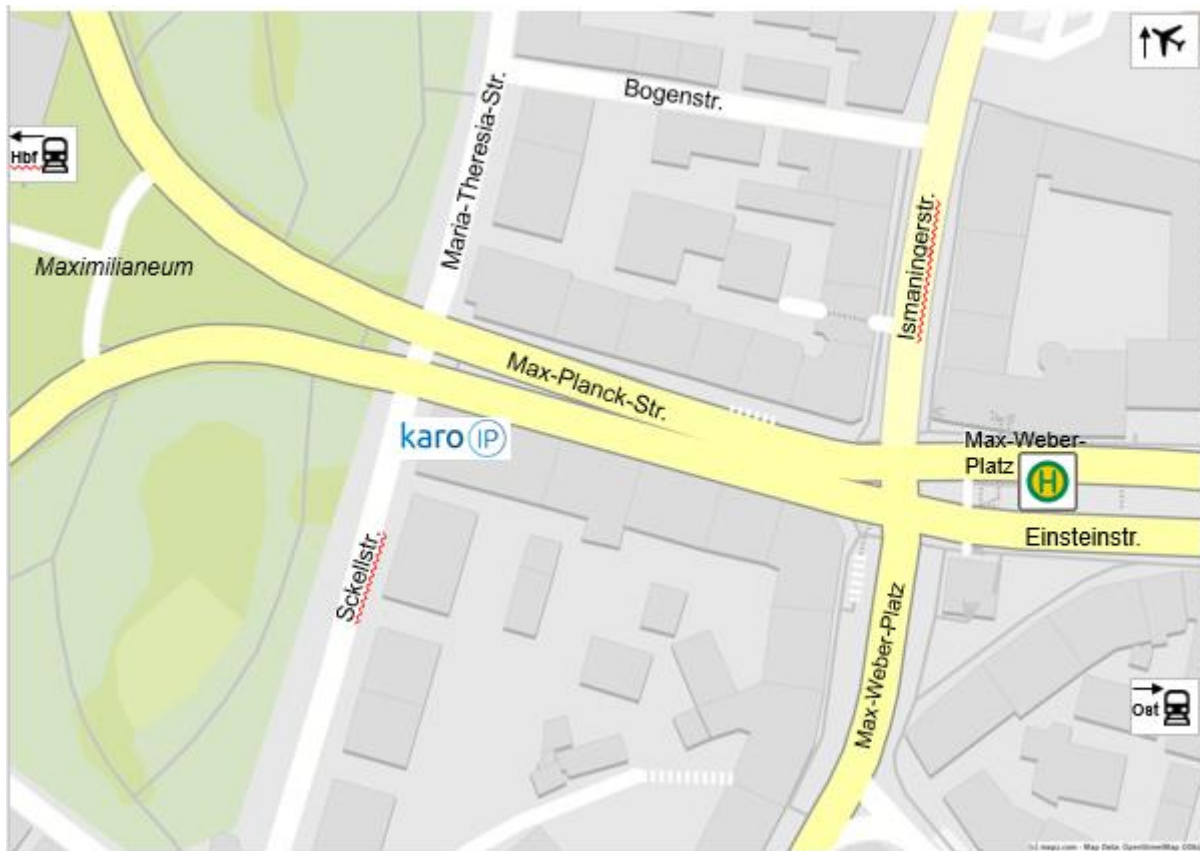 Bogenstr.
Maria-Theresia-Str.
Hbf
Maximilianeum
Ismaningerstr.
Max-Planck-Str.
karo IP
Max-Weber-
Platz
H
Einsteinstr.
Sckellstr.
Max-Weber-Platz
Ost